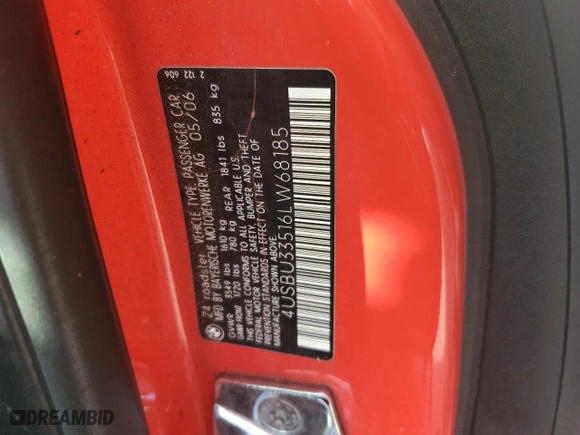 Z4 roadster VEHICLE TYPE: PASSENGER CAR
MFD BY BAYERISCHE MOTORENWERKE AG 05/06
GVWR 3549 lbs 1610 kg REAR 1841 lbs 835 kg
GAWR FRONT 1720 lbs 780 kg
THIS VEHICLE CONFORMS TO ALL APPLICABLE U.S.
FEDERAL MOTOR VEHICLE SAFETY, BUMPER AND THEFT
PREVENTION STANDARDS IN EFFECT ON THE DATE OF
MANUFACTURE SHOWN ABOVE.
4USBU33516LW68185
2 122 606
DREAMBID